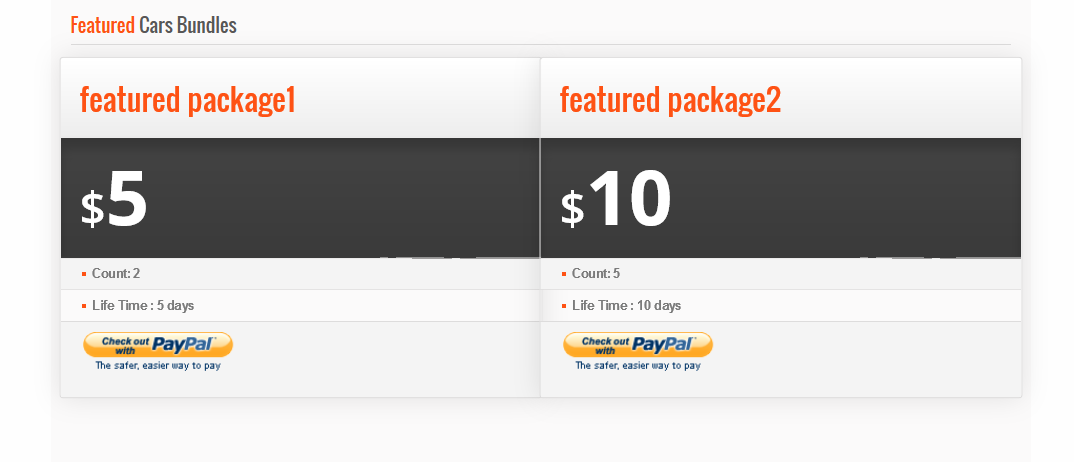 Featured Cars Bundles
featured package1
$5
Count: 2
Life Time : 5 days
Check out
with PayPal™
The safer, easier way to pay
featured package2
$10
Count: 5
Life Time : 10 days
Check out
with PayPal™
The safer, easier way to pay